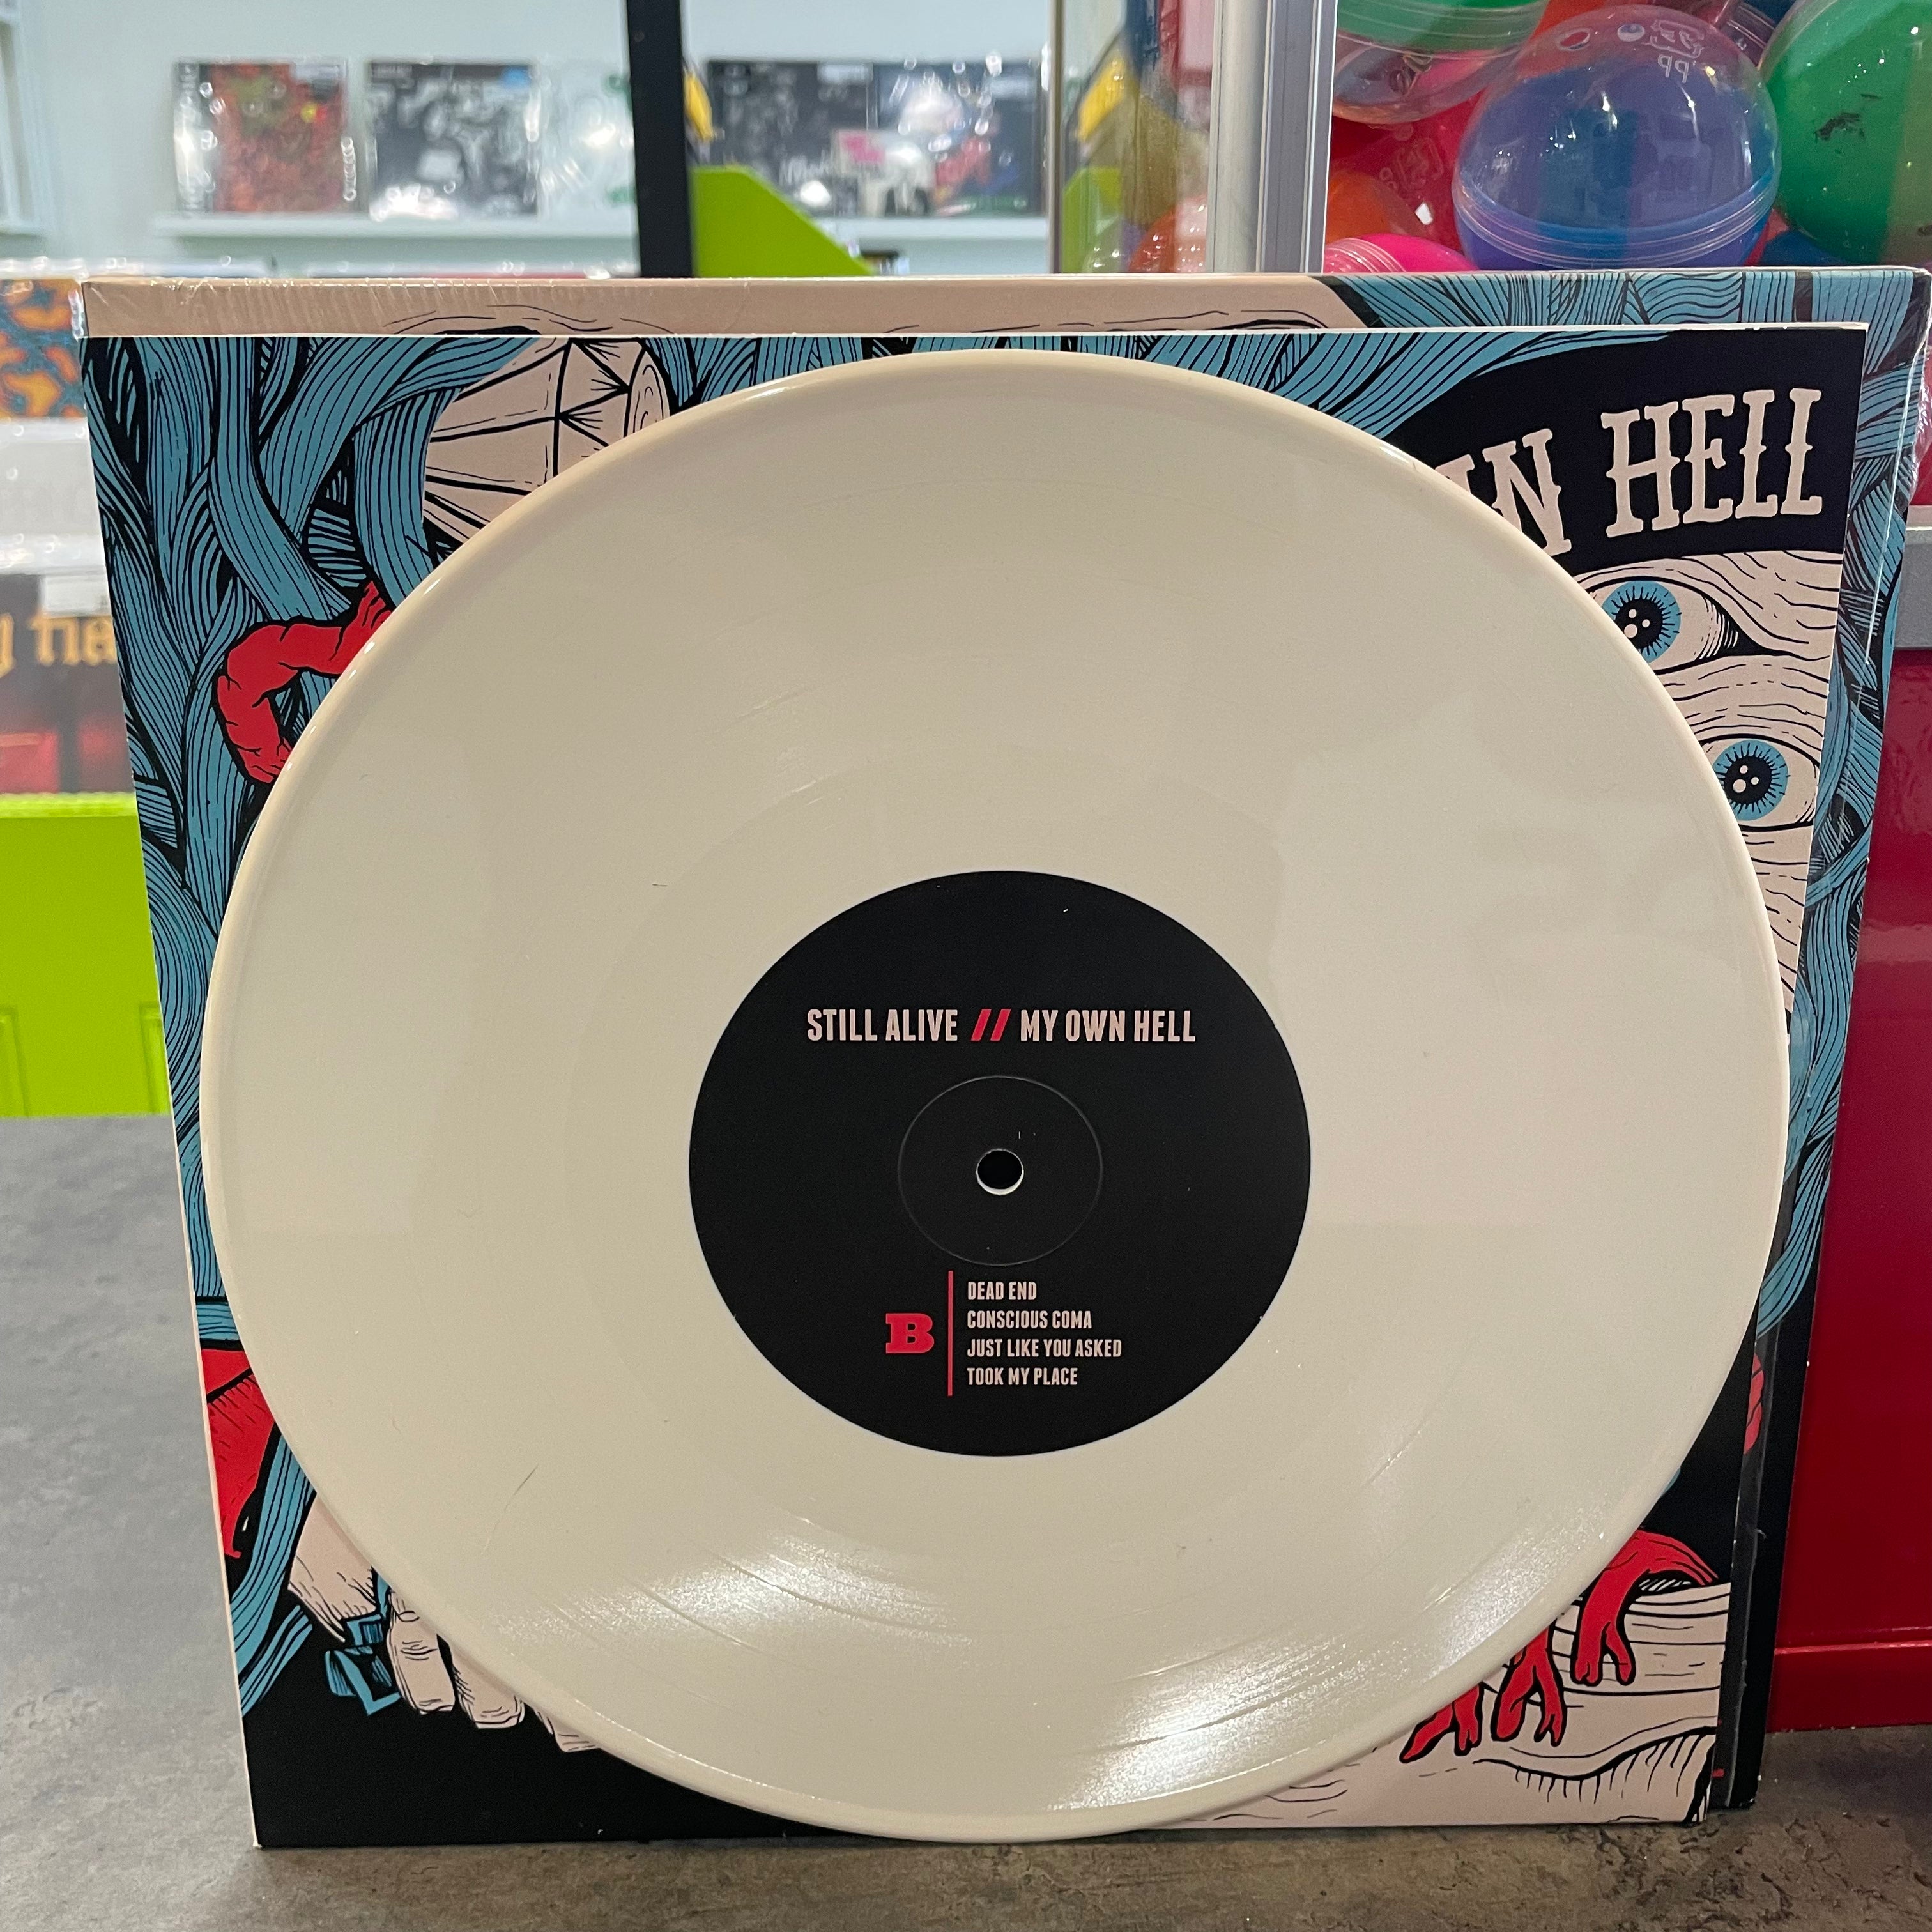 HELL
STILL ALIVE // MY OWN HELL
B
DEAD END
CONSCIOUS COMA
JUST LIKE YOU ASKED
TOOK MY PLACE